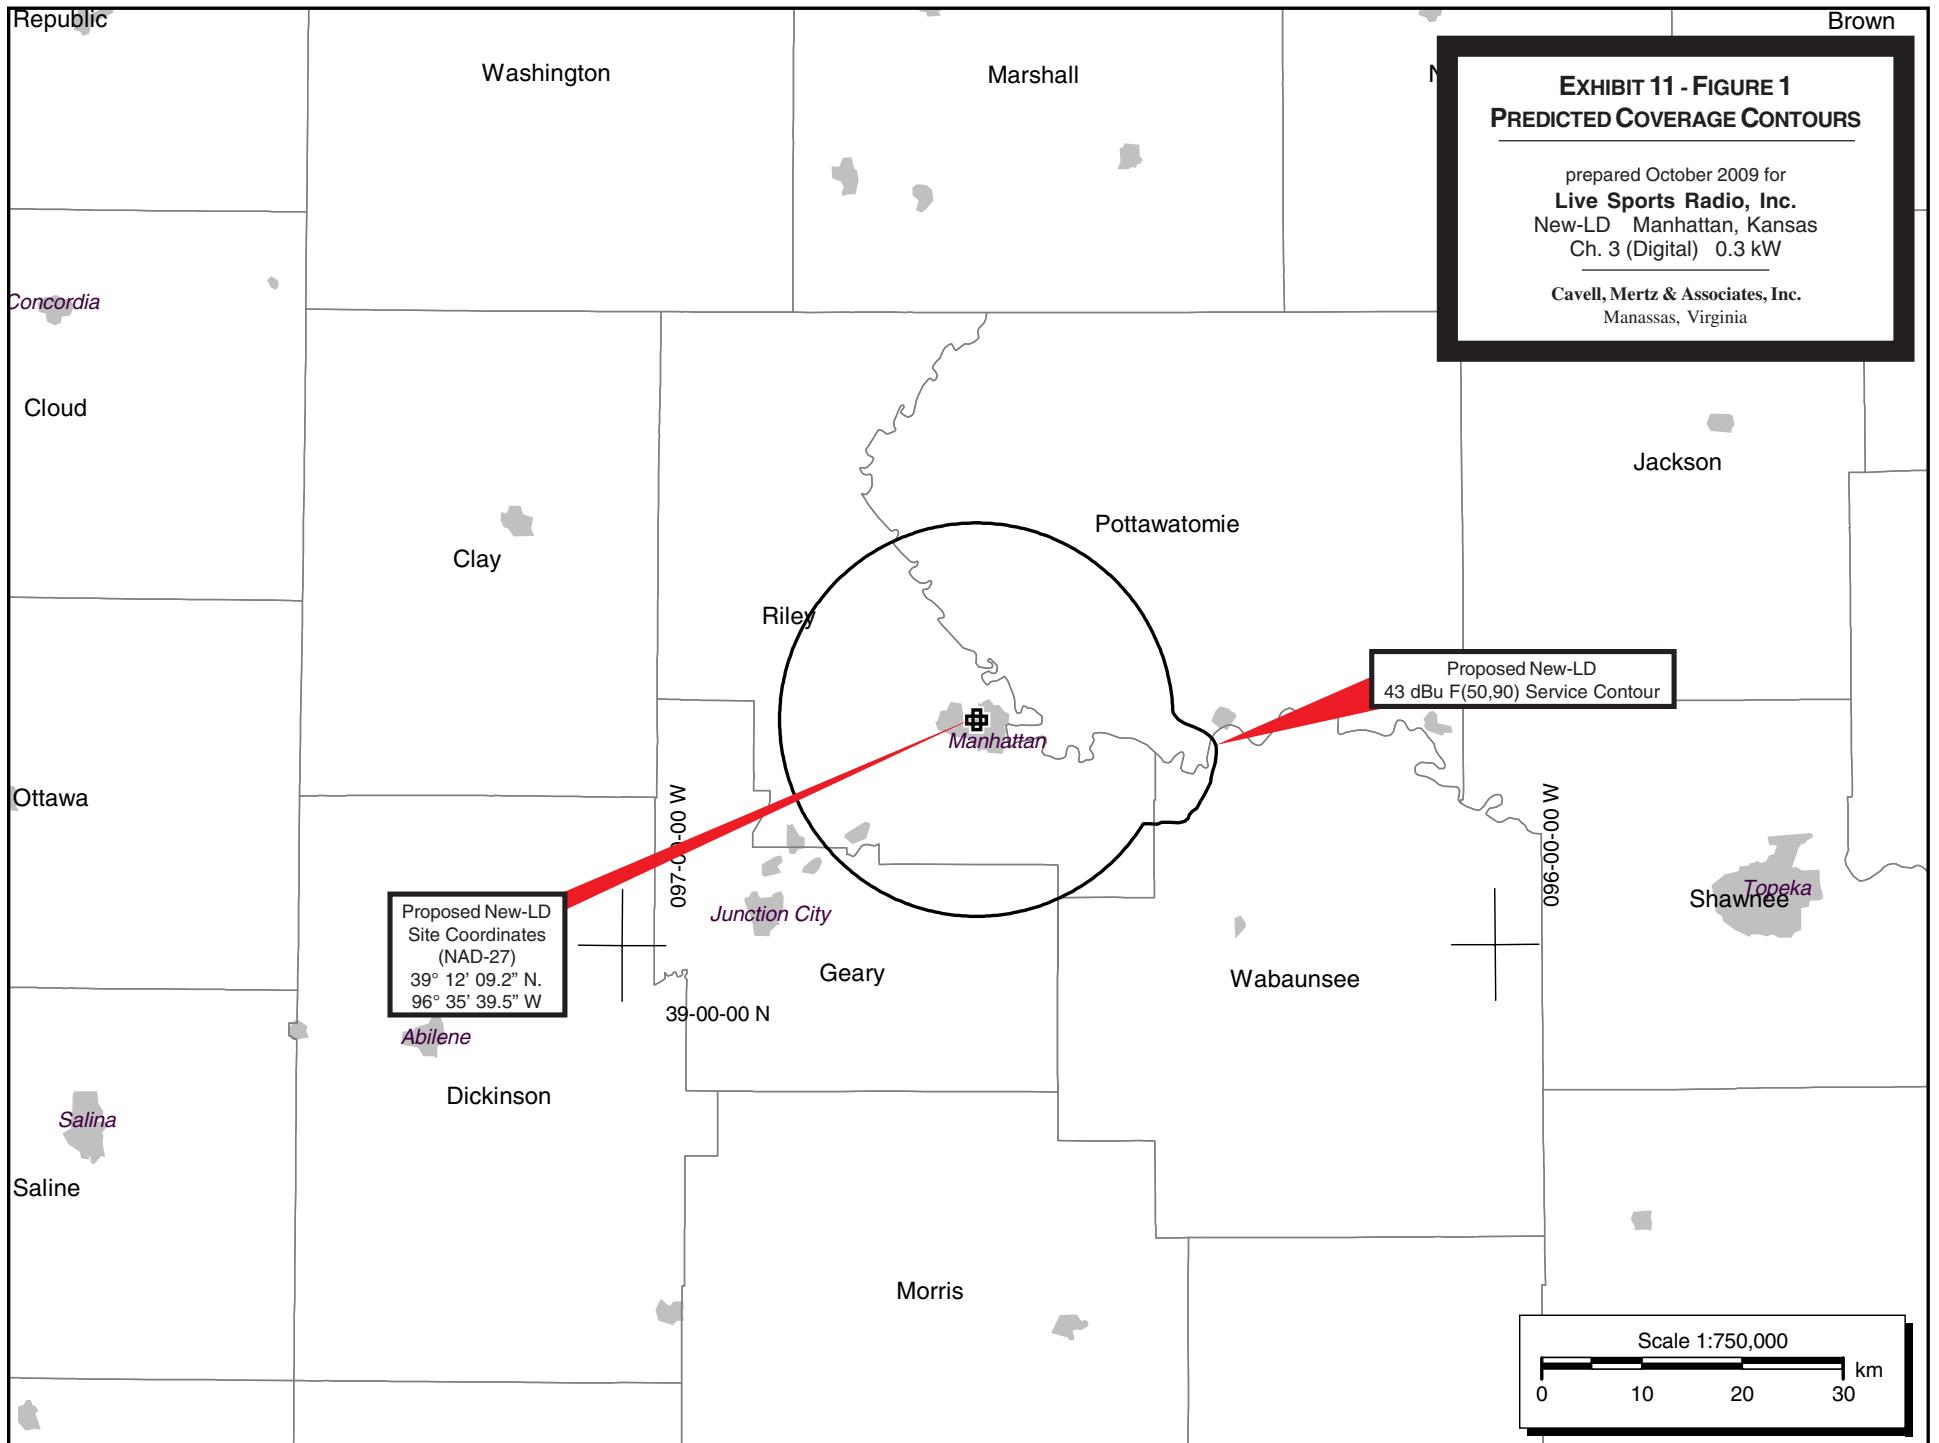 Republic
Brown
Washington
Marshall
N
EXHIBIT 11 - FIGURE 1
PREDICTED COVERAGE CONTOURS
prepared October 2009 for
Live Sports Radio, Inc.
New-LD Manhattan, Kansas
Ch. 3 (Digital) 0.3 kW
Cavell, Mertz & Associates, Inc.
Manassas, Virginia
Concordia
Cloud
Jackson
Pottawatomie
Clay
Riley
Proposed New-LD
43 dBu F(50,90) Service Contour
Manhattan
Ottawa
097-00-00 W
096-00-00 W
Topeka
Shawnee
Junction City
Proposed New-LD
Site Coordinates
(NAD-27)
39° 12' 09.2" N.
96° 35' 39.5" W
Geary
Wabaunsee
39-00-00 N
Abilene
Dickinson
Salina
Saline
Morris
Scale 1:750,000
km
0 10 20 30